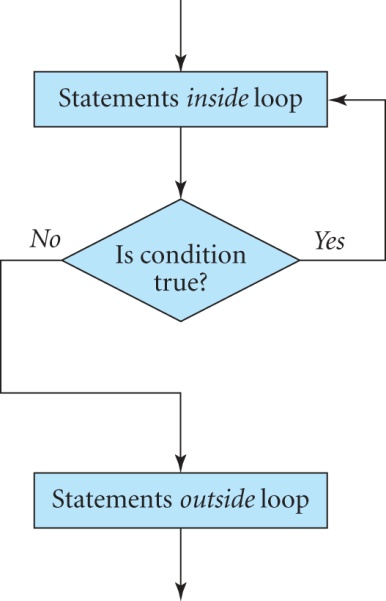 Statements inside loop
No
Yes
Is condition
true?
Statements outside loop